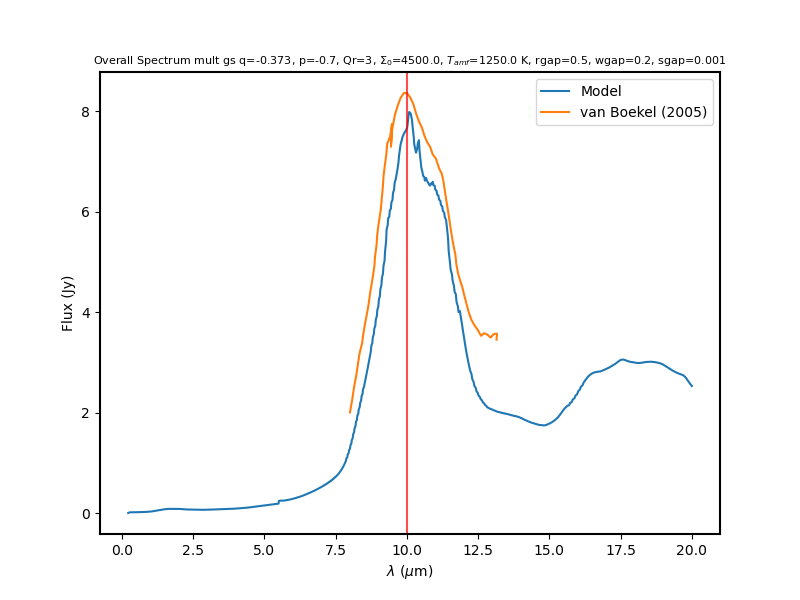 Overall Spectrum mult gs q=-0.373, p=-0.7, Qr=3, Σ₀=4500.0, T_amf=1250.0 K, rgap=0.5, wgap=0.2, sgap=0.001
Model
van Boekel (2005)
8
6
4
2
0
Flux (Jy)
0.0 2.5 5.0 7.5 10.0 12.5 15.0 17.5 20.0
λ (μm)